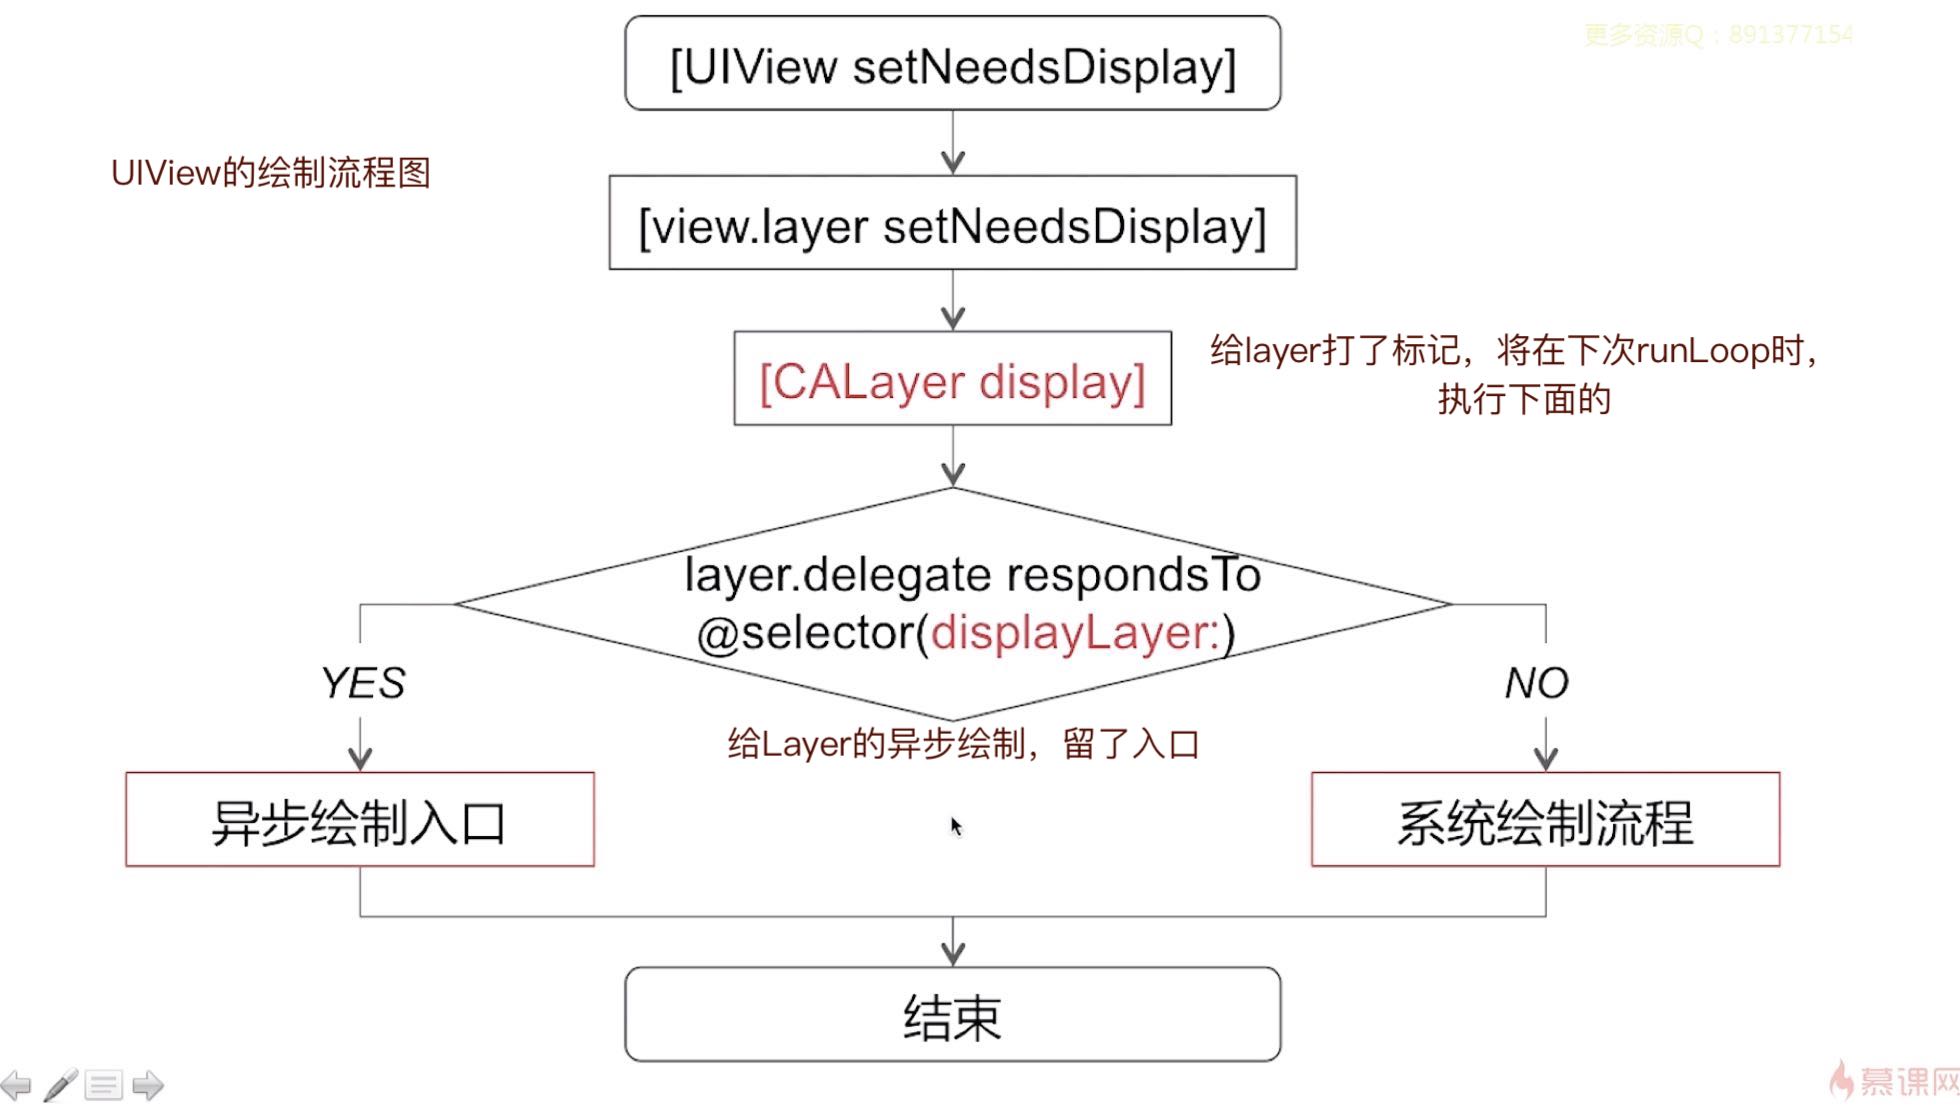 更多资源Q：891377154
[UIView setNeedsDisplay]
UIView的绘制流程图
[view.layer setNeedsDisplay]
[CALayer display]
给layer打了标记，将在下次runLoop时，
执行下面的
layer.delegate respondsTo
@selector(displayLayer:)
YES
NO
给Layer的异步绘制，留了入口
异步绘制入口
系统绘制流程
结束
慕课网